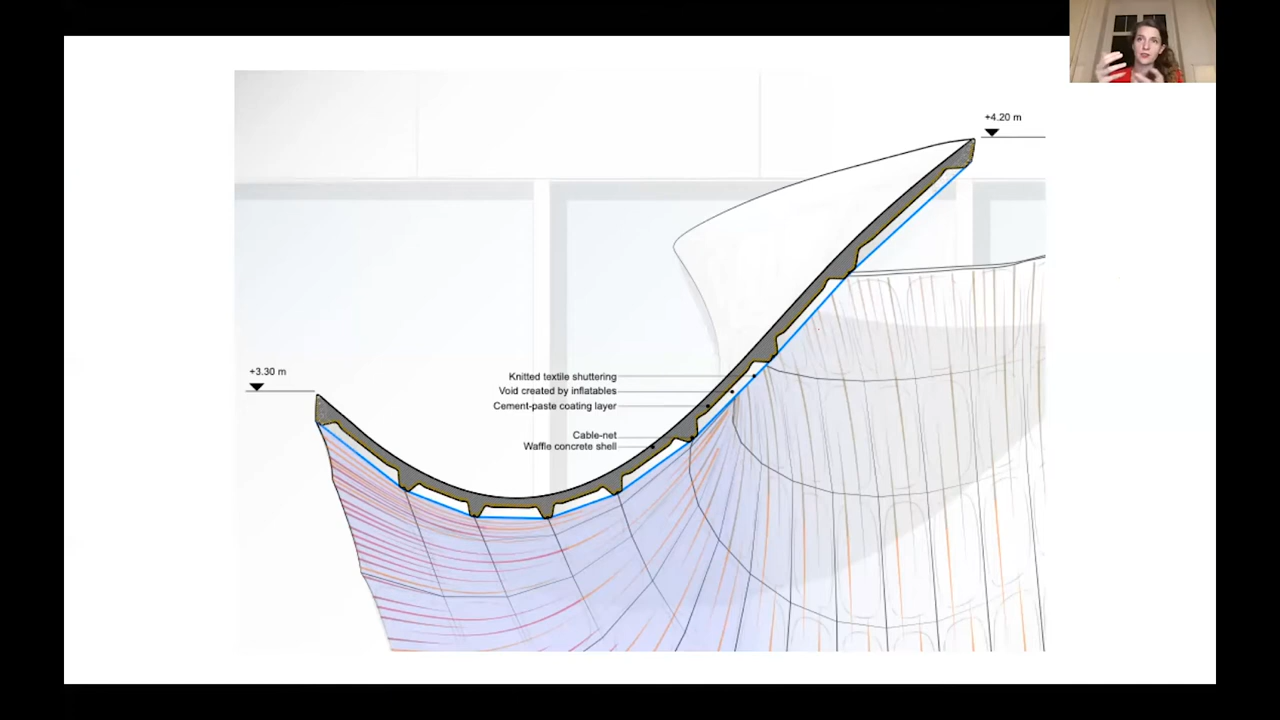 +4.20 m
+3.30 m
Knitted textile shuttering
Void created by inflatables
Cement-paste coating layer
Cable-net
Waffle concrete shell